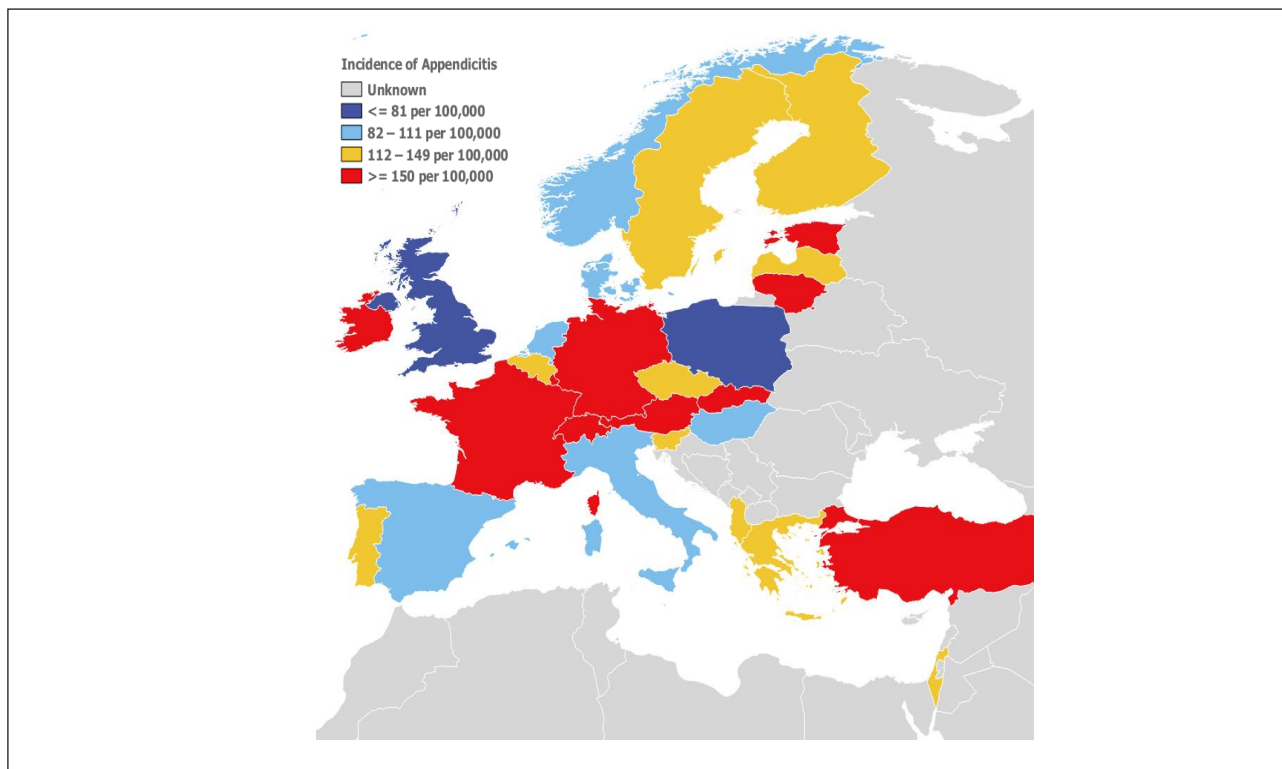 Incidence of Appendicitis
Unknown
<= 81 per 100,000
82 – 111 per 100,000
112 – 149 per 100,000
>= 150 per 100,000